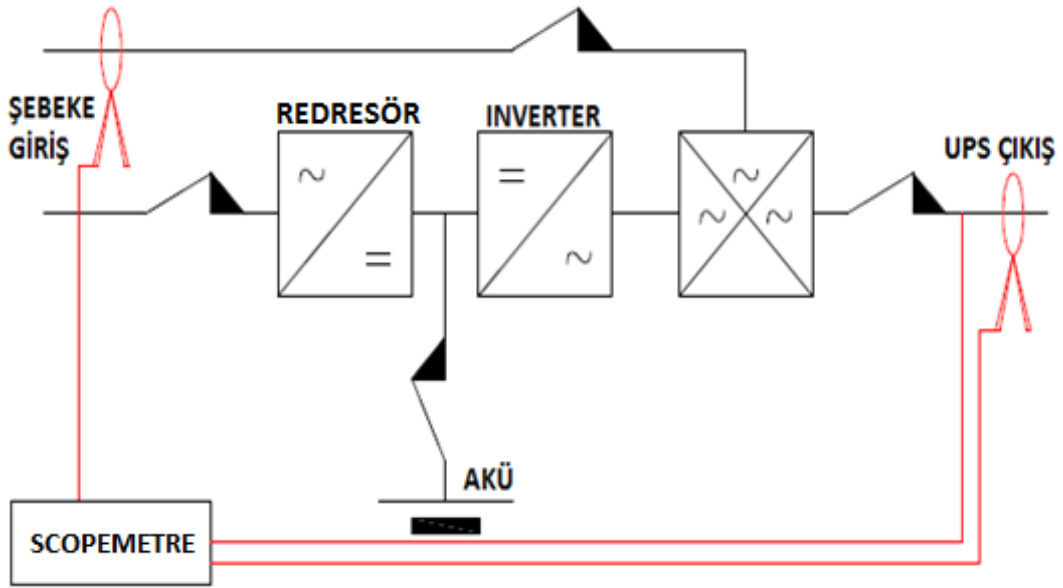 ŞEBEKE
GİRİŞ
REDRESÖR
INVERTER
UPS ÇIKIŞ
AKÜ
SCOPEMETRE